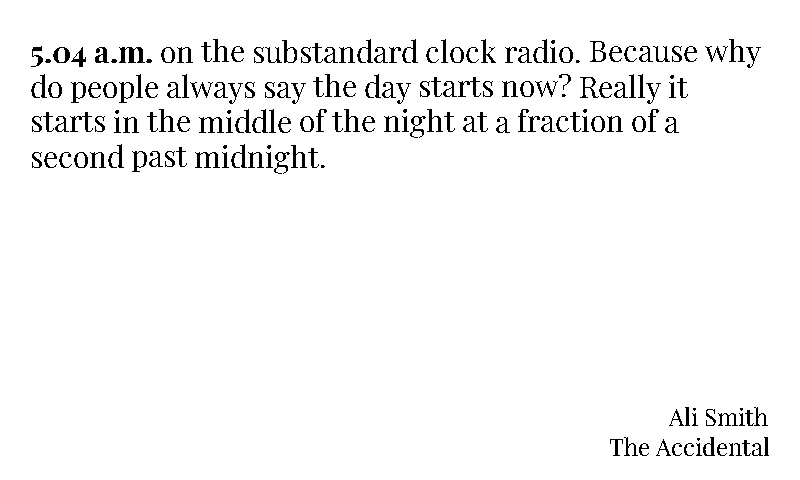 5.04 a.m. on the substandard clock radio. Because why
do people always say the day starts now? Really it
starts in the middle of the night at a fraction of a
second past midnight.
Ali Smith
The Accidental